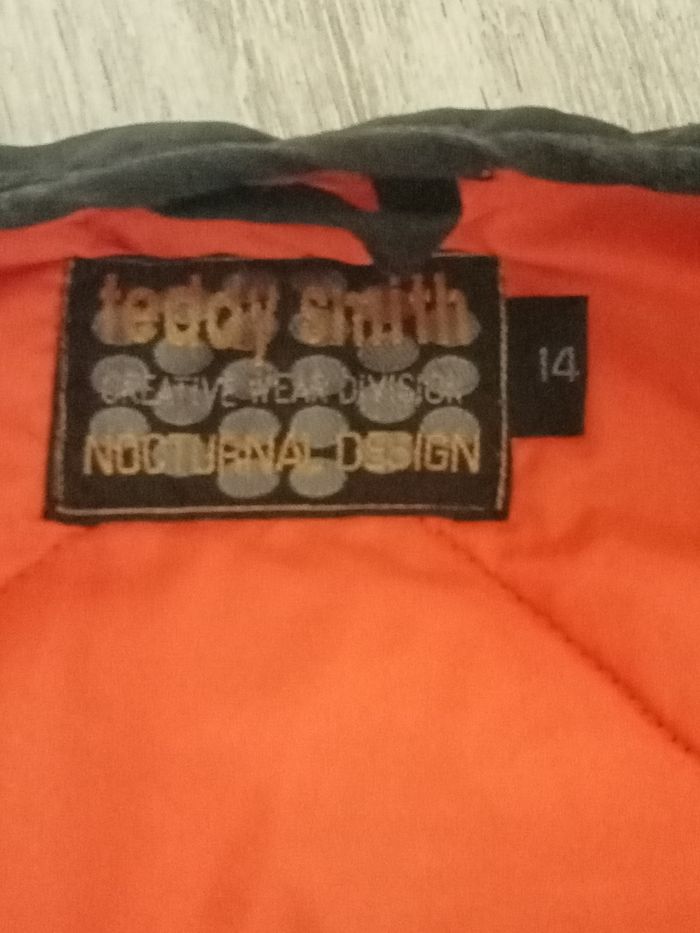 teddy smith
CREATIVE WEAR DIVISION
NOCTURNAL DESIGN
14